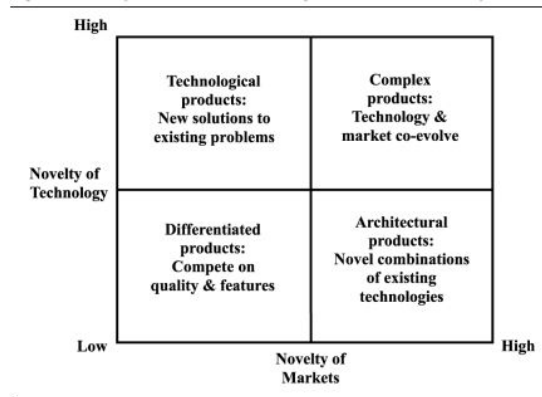 High
Technological
products:
New solutions to
existing problems
Complex
products:
Technology &
market co-evolve
Novelty of
Technology
Differentiated
products:
Compete on
quality & features
Architectural
products:
Novel combinations
of existing
technologies
Low
High
Novelty of
Markets